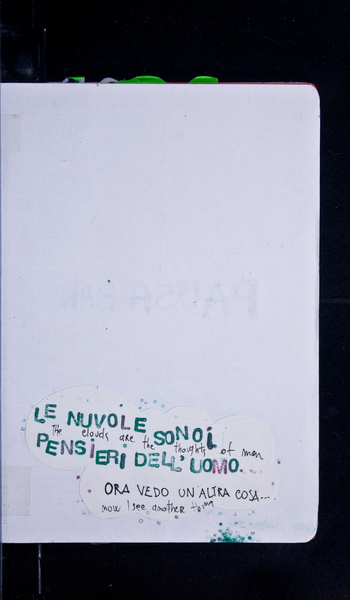 LE NUVOLE SONO I
The clouds are the thoughts of men
PENSIERI DELL'UOMO.
ORA VEDO UN'ALTRA COSA...
now I see another thing